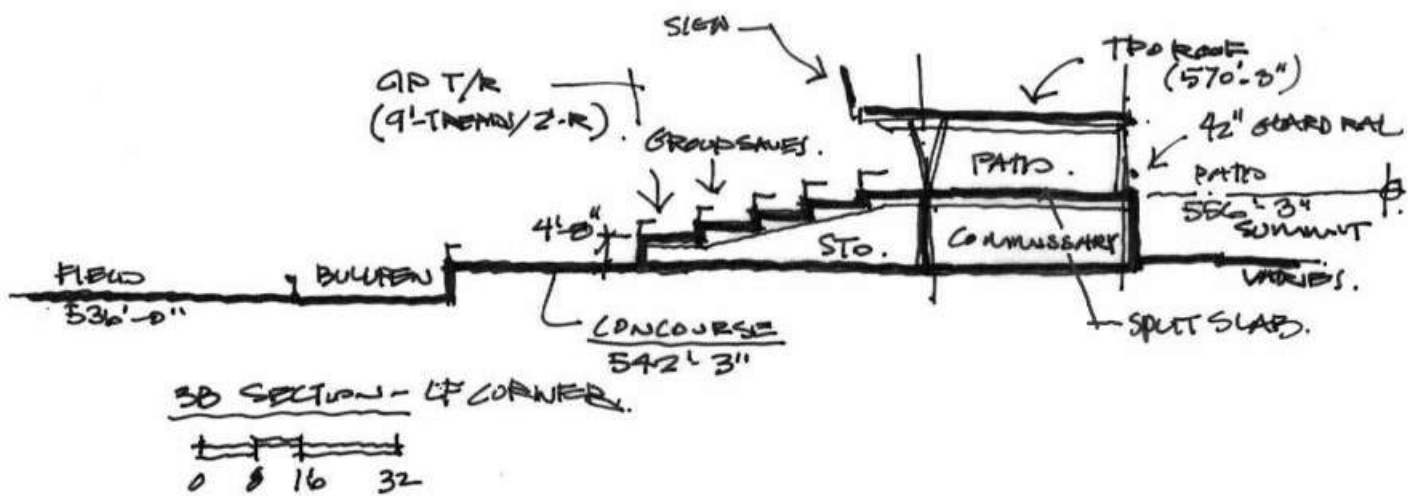 SIGN
TPO ROOF
(570'-3")
CIP T/R
(9'-TREADS/2'-R).
GROUP SALES.
42" GUARD RAIL
PATIO.
PATIO
556'-3"
SUMMIT
4'-8"
STO.
COMMISSARY
FIELD
536'-0"
BULLPEN
VARIES.
CONCOURSE
542'3"
SPLIT SLAB.
3B SECTION - LF CORNER.
0 8 16 32